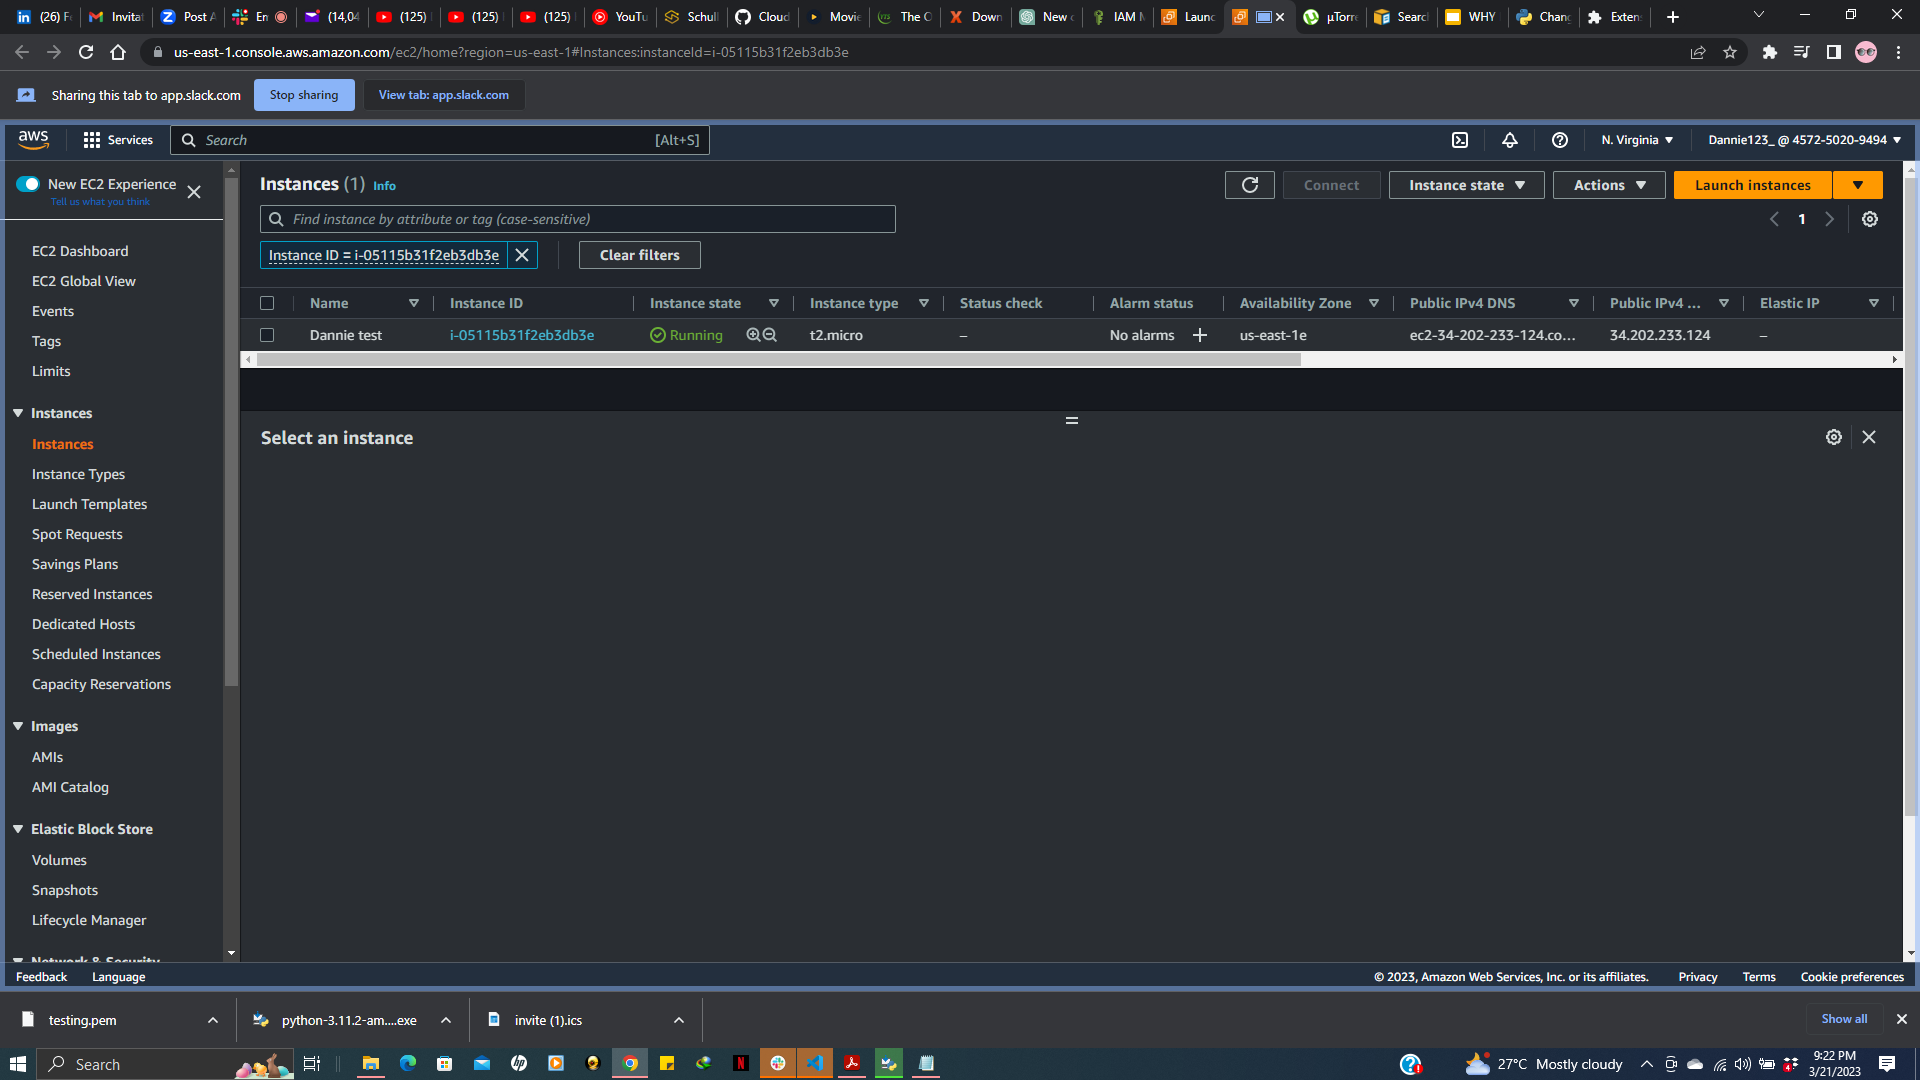 (26) F
Invitat
Post A
En
(14,04
(125)
(125)
(125)
YouTu
Schull
Cloud
Movie
The C
Down
New c
IAM M
Launc
µTorre
Searc
WHY
Chang
Exten
us-east-1.console.aws.amazon.com/ec2/home?region=us-east-1#Instances:instanceId=i-05115b31f2eb3db3e
Sharing this tab to app.slack.com
Stop sharing
View tab: app.slack.com
aws
Services
Search
[Alt+S]
N. Virginia
Dannie123_ @ 4572-5020-9494
New EC2 Experience
Tell us what you think
EC2 Dashboard
EC2 Global View
Events
Tags
Limits
Instances
Instances
Instance Types
Launch Templates
Spot Requests
Savings Plans
Reserved Instances
Dedicated Hosts
Scheduled Instances
Capacity Reservations
Images
AMIs
AMI Catalog
Elastic Block Store
Volumes
Snapshots
Lifecycle Manager
Network & Security
Instances (1) Info
Connect
Instance state
Actions
Launch instances
Find instance by attribute or tag (case-sensitive)
1
Instance ID = i-05115b31f2eb3db3e
Clear filters
Name
Instance ID
Instance state
Instance type
Status check
Alarm status
Availability Zone
Public IPv4 DNS
Public IPv4 ...
Elastic IP
Dannie test
i-05115b31f2eb3db3e
Running
t2.micro
–
No alarms
us-east-1e
ec2-34-202-233-124.co...
34.202.233.124
–
Select an instance
Feedback
Language
© 2023, Amazon Web Services, Inc. or its affiliates.
Privacy
Terms
Cookie preferences
testing.pem
python-3.11.2-am....exe
invite (1).ics
Show all
Search
27°C Mostly cloudy
9:22 PM
3/21/2023